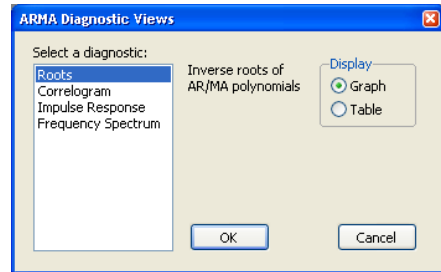 ARMA Diagnostic Views
Select a diagnostic:
Roots
Correlogram
Impulse Response
Frequency Spectrum
Inverse roots of
AR/MA polynomials
Display
Graph
Table
OK
Cancel